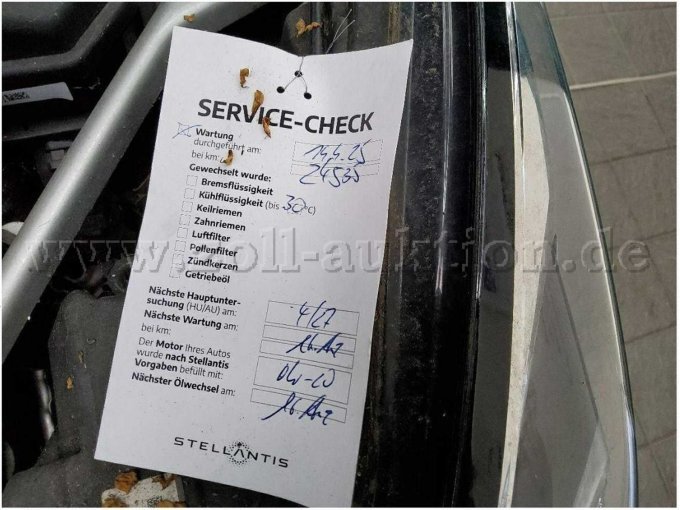 SERVICE-CHECK
Wartung
durchgeführt am: 14.4.25
bei km: 24535
Gewechselt wurde:
Bremsflüssigkeit
Kühlflüssigkeit (bis 30°C)
Keilriemen
Zahnriemen
Luftfilter
Pollenfilter
Zündkerzen
Getriebeöl
Nächste Hauptunter-
suchung (HU/AU) am: 4/27
Nächste Wartung am:
bei km: lt. Anz
Der Motor Ihres Autos
wurde nach Stellantis
Vorgaben befüllt mit: 0W-20
Nächster Ölwechsel am: lt. Anz
STELLANTIS
www.zoll-auktion.de